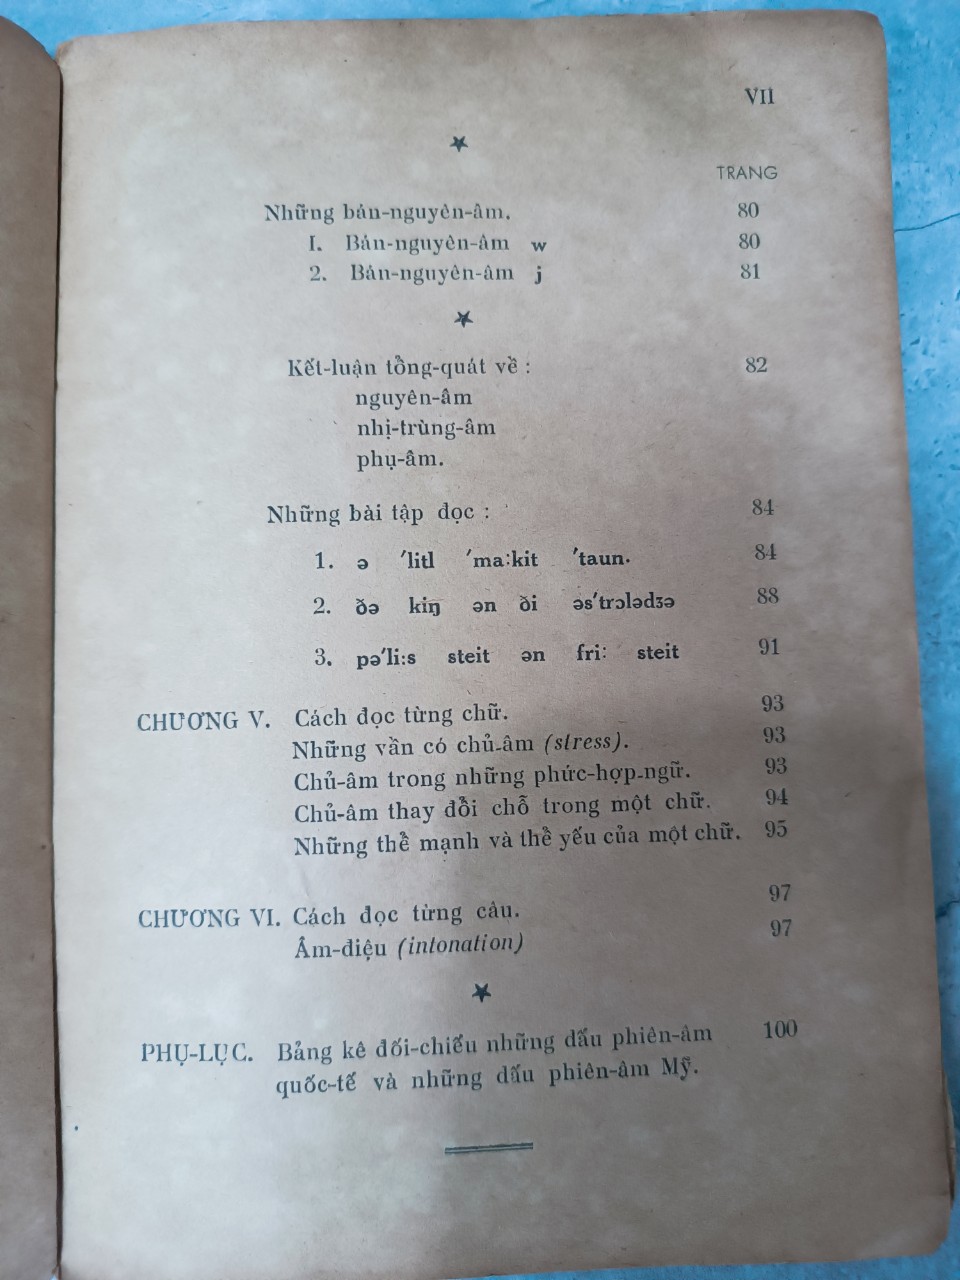 VII
TRANG
Những bán-nguyên-âm. 80
I. Bán-nguyên-âm w 80
2. Bán-nguyên-âm j 81
Kết-luận tổng-quát về : 82
nguyên-âm
nhị-trùng-âm
phụ-âm.
Những bài tập đọc : 84
1. ə ′litl ′ma:kit ′taun. 84
2. ðə kiŋ ən ði əs′trɔlədʒə 88
3. pə′li:s steit ən fri: steit 91
CHƯƠNG V. Cách đọc từng chữ. 93
Những vần có chủ-âm (stress). 93
Chủ-âm trong những phức-hợp-ngữ. 93
Chủ-âm thay đổi chỗ trong một chữ. 94
Những thể mạnh và thể yếu của một chữ. 95
CHƯƠNG VI. Cách đọc từng câu. 97
Âm-điệu (intonation) 97
PHỤ-LỤC. Bảng kê đối-chiếu những dấu phiên-âm 100
quốc-tế và những dấu phiên-âm Mỹ.